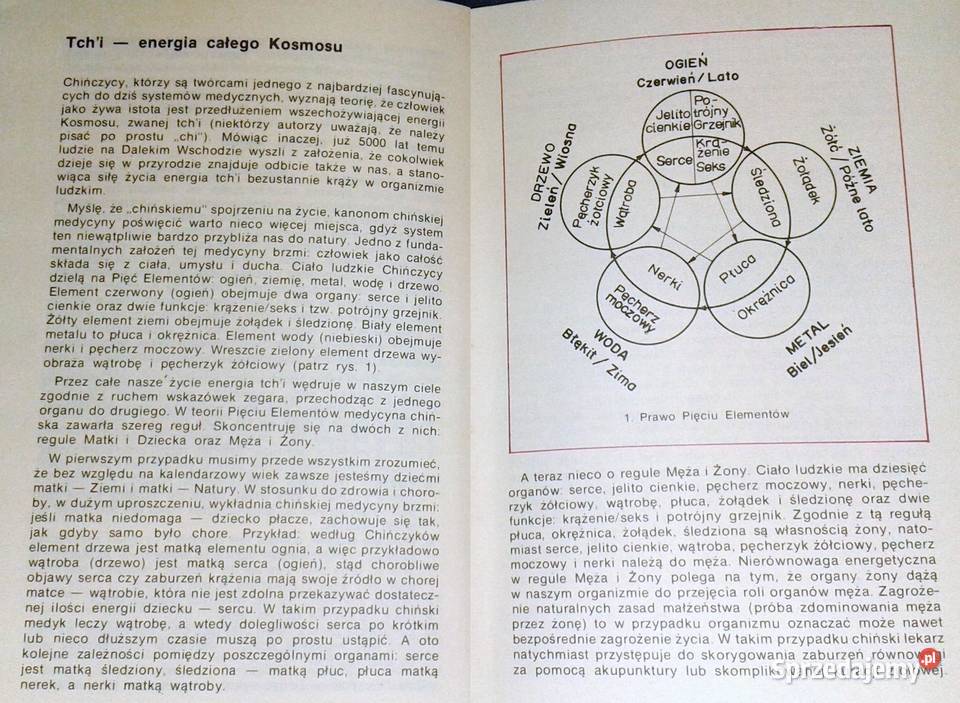 Tch'i — energia całego Kosmosu
Chińczycy, którzy są twórcami jednego z najbardziej fascynują-
cych do dziś systemów medycznych, wyznają teorię, że człowiek
jako żywa istota jest przedłużeniem wszechożywiającej energii
Kosmosu, zwanej tch'i (niektórzy autorzy uważają, że należy
pisać po prostu „chi"). Mówiąc inaczej, już 5000 lat temu
ludzie na Dalekim Wschodzie wyszli z założenia, że cokolwiek
dzieje się w przyrodzie znajduje odbicie także w nas, a stano-
wiąca siłę życia energia tch'i bezustannie krąży w organizmie
ludzkim.
Myślę, że „chińskiemu" spojrzeniu na życie, kanonom chińskiej
medycyny poświęcić warto nieco więcej miejsca, gdyż system
ten niewątpliwie bardzo przybliża nas do natury. Jedno z funda-
mentalnych założeń tej medycyny brzmi: człowiek jako całość
składa się z ciała, umysłu i ducha. Ciało ludzkie Chińczycy
dzielą na Pięć Elementów: ogień, ziemię, metal, wodę i drzewo.
Element czerwony (ogień) obejmuje dwa organy: serce i jelito
cienkie oraz dwie funkcje: krążenie/seks i tzw. potrójny grzejnik.
Żółty element ziemi obejmuje żołądek i śledzionę. Biały element
metalu to płuca i okrężnica. Element wody (niebieski) obejmuje
nerki i pęcherz moczowy. Wreszcie zielony element drzewa wy-
obraża wątrobę i pęcherzyk żółciowy (patrz rys. 1).
Przez całe nasze życie energia tch'i wędruje w naszym ciele
zgodnie z ruchem wskazówek zegara, przechodząc z jednego
organu do drugiego. W teorii Pięciu Elementów medycyna chiń-
ska zawarła szereg reguł. Skoncentruję się na dwóch z nich:
regule Matki i Dziecka oraz Męża i Żony.
W pierwszym przypadku musimy przede wszystkim zrozumieć,
że bez względu na kalendarzowy wiek zawsze jesteśmy dziećmi
matki — Ziemi i matki — Natury. W stosunku do zdrowia i choro-
by, w dużym uproszczeniu, wykładnia chińskiej medycyny brzmi:
jeśli matka niedomaga — dziecko płacze, zachowuje się tak,
jak gdyby samo było chore. Przykład: według Chińczyków
element drzewa jest matką elementu ognia, a więc przykładowo
wątroba (drzewo) jest matką serca (ogień), stąd chorobliwe
objawy serca czy zaburzeń krążenia mają swoje źródło w chorej
matce — wątrobie, która nie jest zdolna przekazywać dostatecz-
nej ilości energii dziecku — sercu. W takim przypadku chiński
medyk leczy wątrobę, a wtedy dolegliwości serca po krótkim
lub nieco dłuższym czasie muszą po prostu ustąpić. A oto
kolejne zależności pomiędzy poszczególnymi organami: serce
jest matką śledziony, śledziona — matką płuc, płuca matką
nerek, a nerki matką wątroby.
OGIEŃ
Czerwień/Lato
Jelito
cienkie
Po-
trójny
Grzejnik
Serce
Krą-
żenie
Seks
DRZEWO
Zieleń/Wiosna
Pęcherzyk
żółciowy
Wątroba
Śledziona
Żołądek
ZIEMIA
Żółć/Późne lato
Nerki
Pęcherz
moczowy
Płuca
Okrężnica
WODA
Błękit/Zima
METAL
Biel/Jesień
1. Prawo Pięciu Elementów
A teraz nieco o regule Męża i Żony. Ciało ludzkie ma dziesięć
organów: serce, jelito cienkie, pęcherz moczowy, nerki, pęche-
rzyk żółciowy, wątrobę, płuca, żołądek i śledzionę oraz dwie
funkcje: krążenie/seks i potrójny grzejnik. Zgodnie z tą regułą
płuca, okrężnica, żołądek, śledziona są własnością żony, nato-
miast serce, jelito cienkie, wątroba, pęcherzyk żółciowy, pęcherz
moczowy i nerki należą do męża. Nierównowaga energetyczna
w regule Męża i Żony polega na tym, że organy żony dążą
w naszym organizmie do przejęcia roli organów męża. Zagroże-
nie naturalnych zasad małżeństwa (próba zdominowania męża
przez żonę) to w przypadku organizmu oznaczać może nawet
bezpośrednie zagrożenie życia. W takim przypadku chiński lekarz
natychmiast przystępuje do skorygowania zaburzeń równowagi
za pomocą akupunktury lub
Sprzedajemy.pl